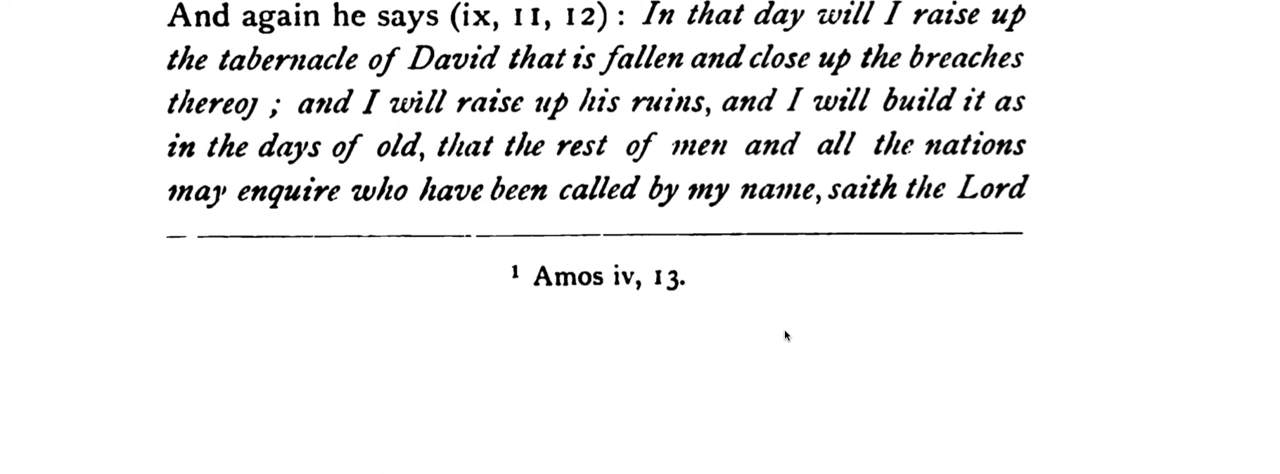 And again he says (ix, 11, 12) : In that day will I raise up
the tabernacle of David that is fallen and close up the breaches
thereof ; and I will raise up his ruins, and I will build it as
in the days of old, that the rest of men and all the nations
may enquire who have been called by my name, saith the Lord
¹ Amos iv, 13.